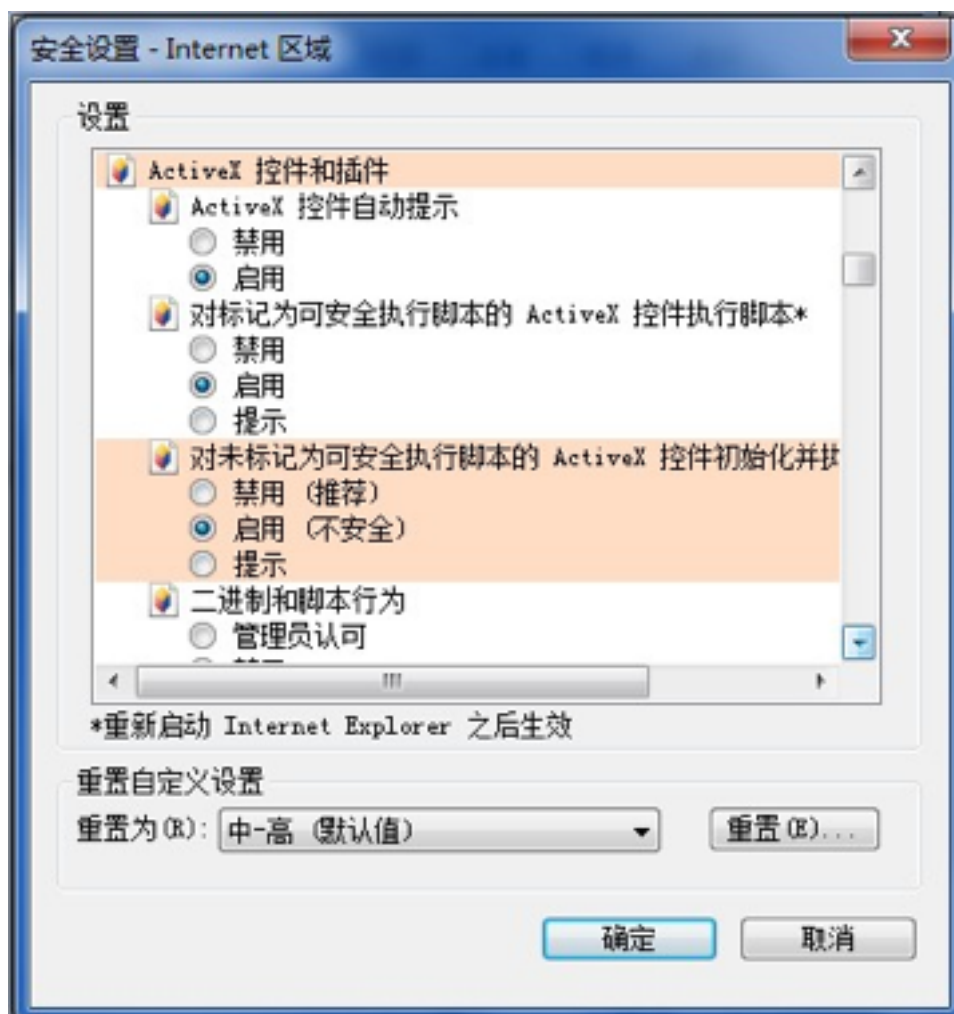 安全设置 - Internet 区域
设置
ActiveX 控件和插件
ActiveX 控件自动提示
禁用
启用
对标记为可安全执行脚本的 ActiveX 控件执行脚本*
禁用
启用
提示
对未标记为可安全执行脚本的 ActiveX 控件初始化并执
禁用 (推荐)
启用 (不安全)
提示
二进制和脚本行为
管理员认可
*重新启动 Internet Explorer 之后生效
重置自定义设置
重置为(R): 中-高 (默认值) 重置(E)...
确定 取消